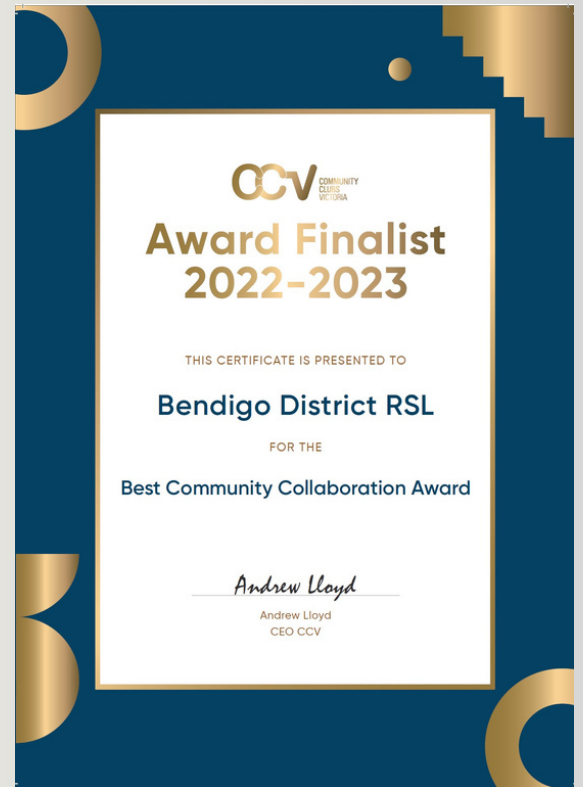 CCV COMMUNITY
CLUBS
VICTORIA
Award Finalist
2022-2023
THIS CERTIFICATE IS PRESENTED TO
Bendigo District RSL
FOR THE
Best Community Collaboration Award
Andrew Lloyd
Andrew Lloyd
CEO CCV